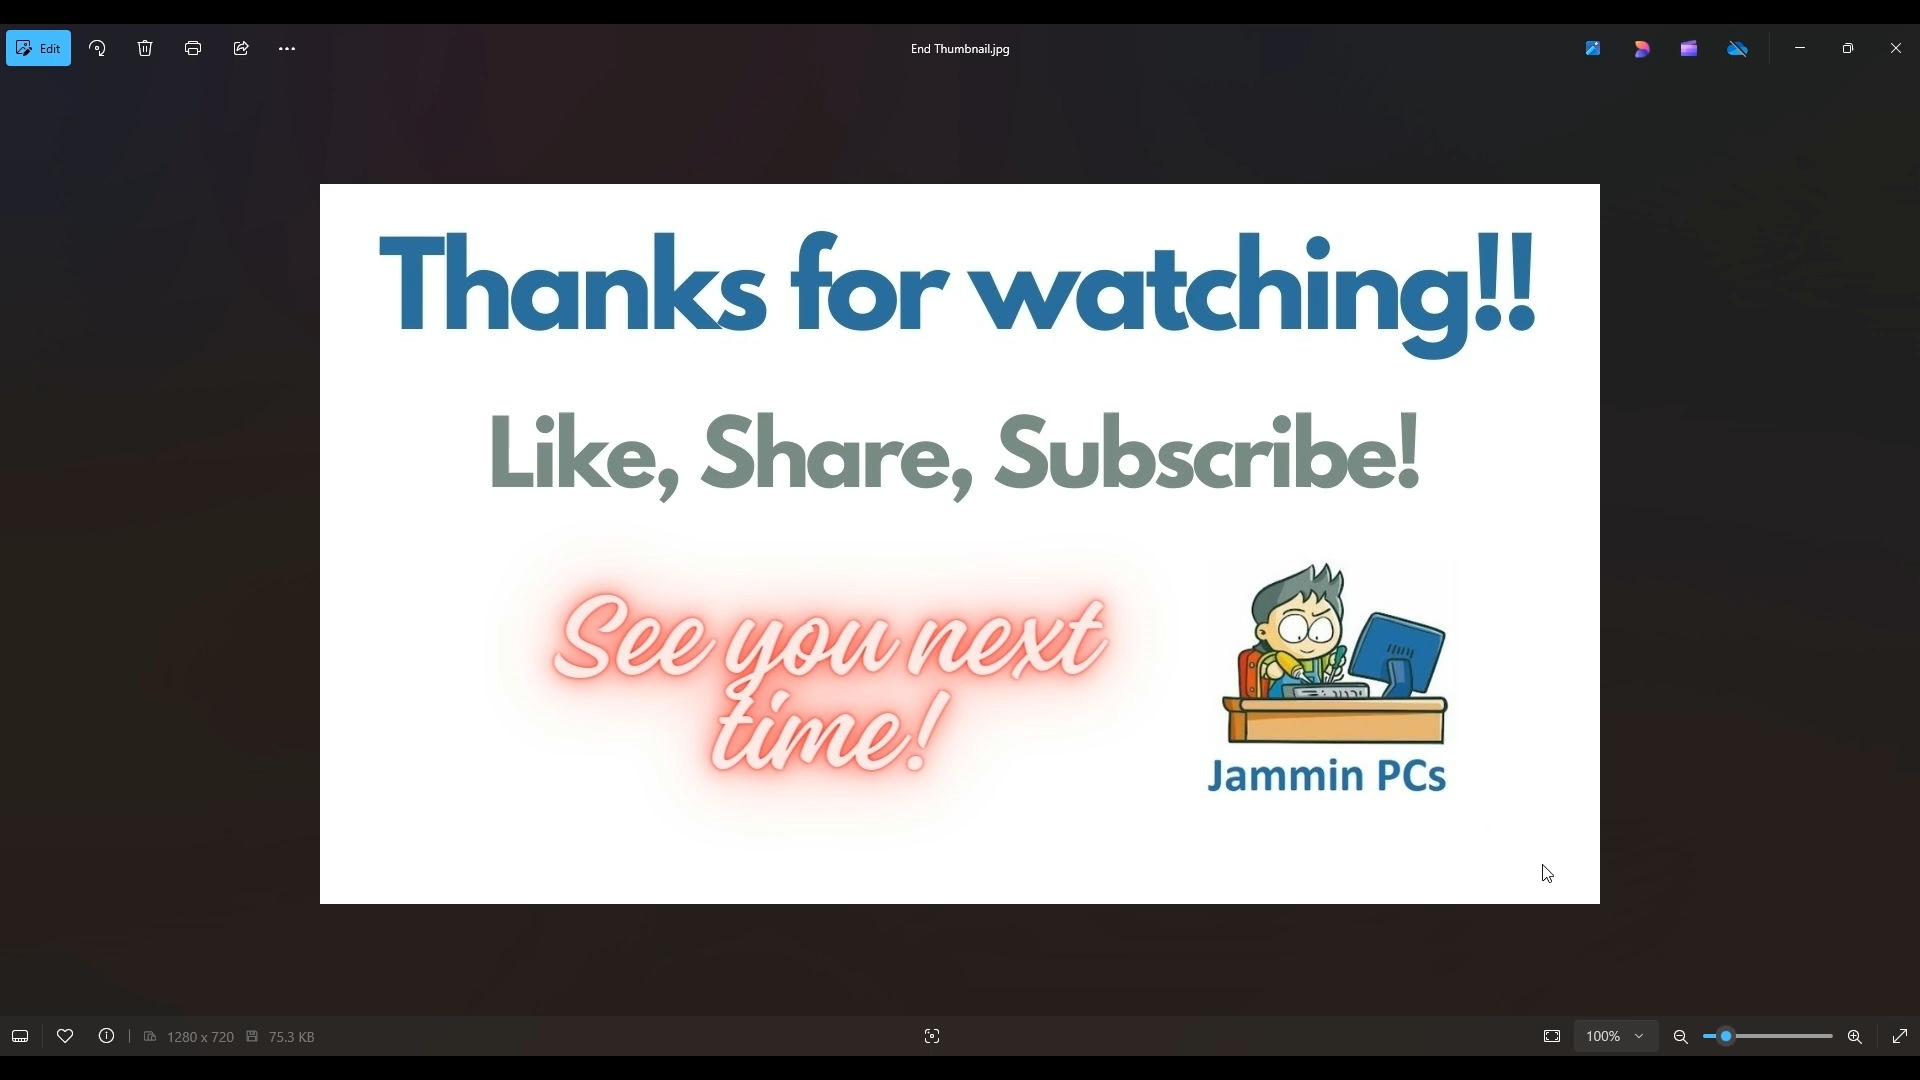 Edit
End Thumbnail.jpg
Thanks for watching!!
Like, Share, Subscribe!
See you next
time!
Jammin PCs
1280 x 720
75.3 KB
100%